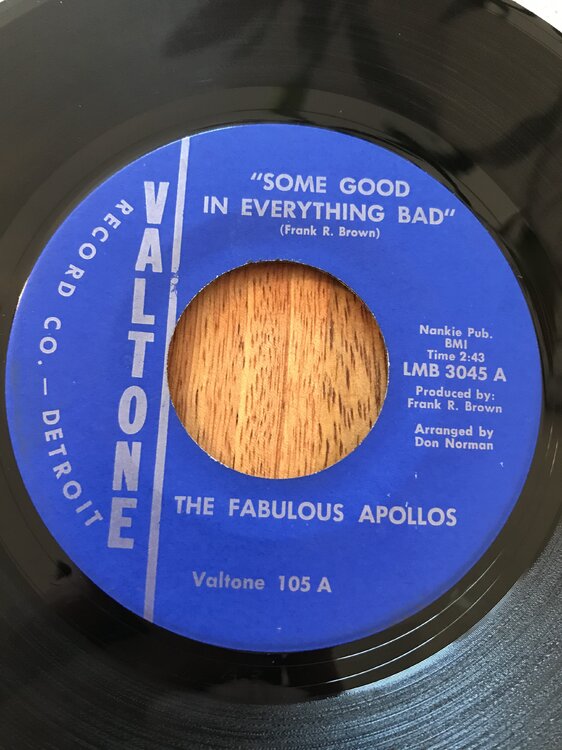 "SOME GOOD
IN EVERYTHING BAD"
(Frank R. Brown)
VALTONE
RECORD CO. — DETROIT
Nankie Pub.
BMI
Time 2:43
LMB 3045 A
Produced by:
Frank R. Brown
Arranged by
Don Norman
THE FABULOUS APOLLOS
Valtone 105 A